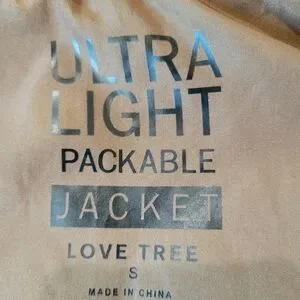 ULTRA
LIGHT
PACKABLE
JACKET
LOVE TREE
S
MADE IN CHINA